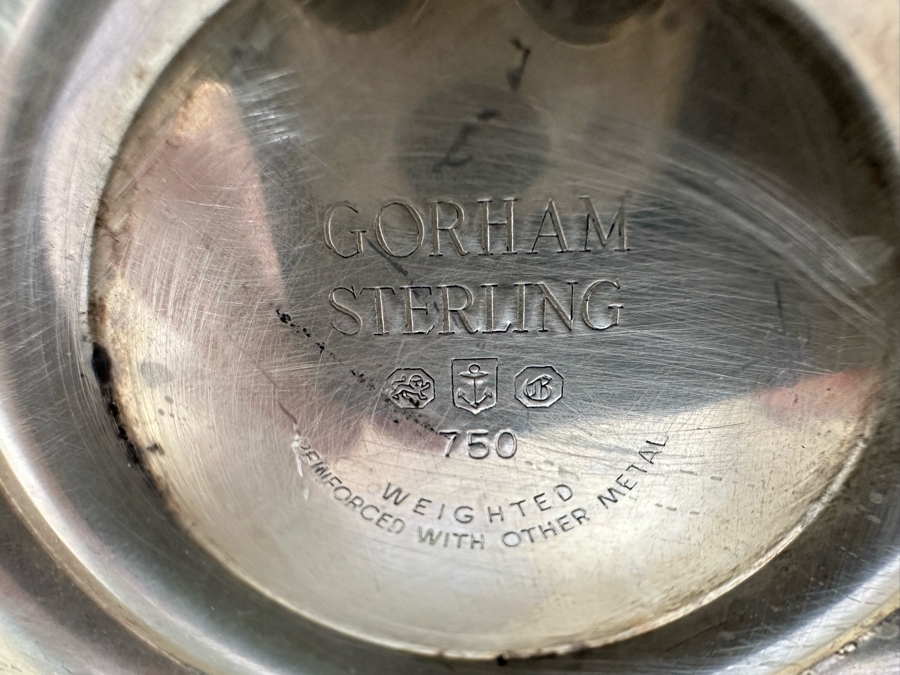 GORHAM
STERLING
750
WEIGHTED
REINFORCED WITH OTHER METAL